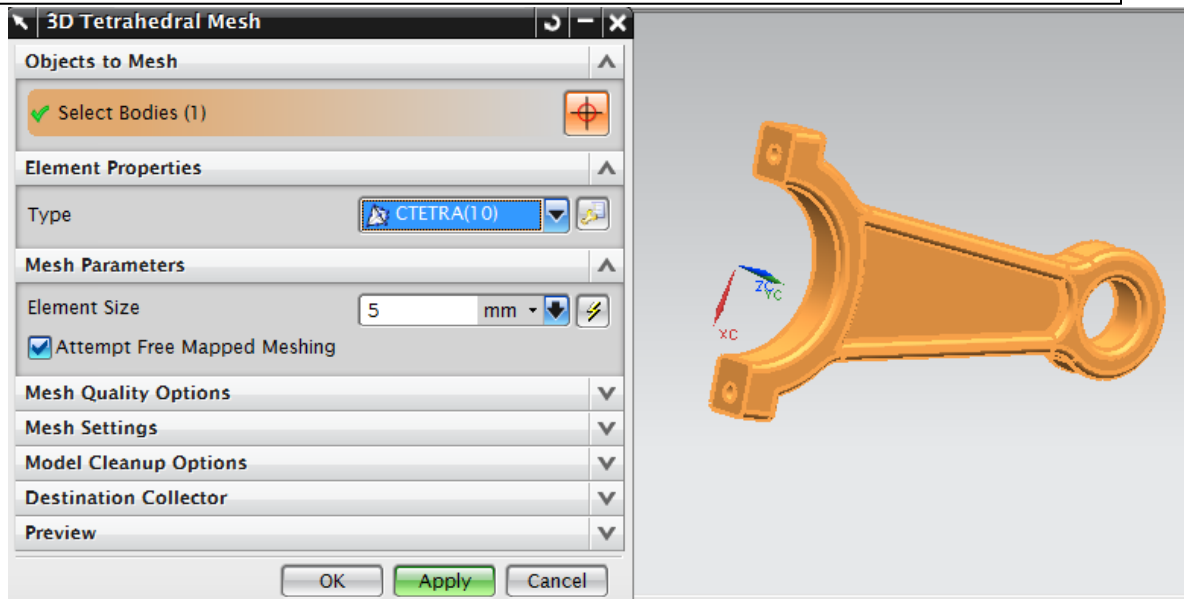 3D Tetrahedral Mesh
Objects to Mesh
Select Bodies (1)
Element Properties
Type CTETRA(10)
Mesh Parameters
Element Size 5 mm
Attempt Free Mapped Meshing
Mesh Quality Options
Mesh Settings
Model Cleanup Options
Destination Collector
Preview
OK Apply Cancel
ZC
YC
XC